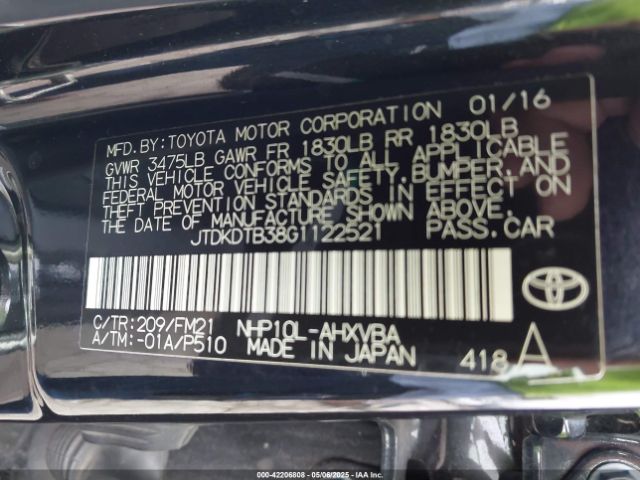 MFD. BY: TOYOTA MOTOR CORPORATION 01/16
GVWR 3475LB GAWR FR 1830LB RR 1830LB
THIS VEHICLE CONFORMS TO ALL APPLICABLE
FEDERAL MOTOR VEHICLE SAFETY, BUMPER, AND
THEFT PREVENTION STANDARDS IN EFFECT ON
THE DATE OF MANUFACTURE SHOWN ABOVE.
JTDKDTB38G1122521 PASS. CAR
C/TR: 209/FM21 NHP10L-AHXVBA
A/TM: -01A/P510 MADE IN JAPAN 418 A
000-42206808 - 05/06/2025 - IAA Inc.